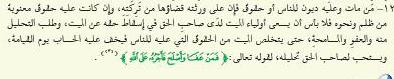 ١٢- مَن مات وعليه ديون للناس أو حقوق فإن على ورثته قضاؤها من تركته، وإن كانت عليه حقوق معنوية
من ظلم ونحوه فلا بأس أن يسعى أولياء الميت لدى صاحب الحق في إسقاط حقه عن الميت، وطلب التحليل
منه والعفو والمسامحة، حتى يتخلص الميت من الحقوق التي عليه للناس فيخف عليه الحساب يوم القيامة،
ويستحب لصاحب الحق تحليله، لقوله تعالى: ﴿فَمَنْ عَفَا وَأَصْلَحَ فَأَجْرُهُ عَلَى اللَّهِ﴾